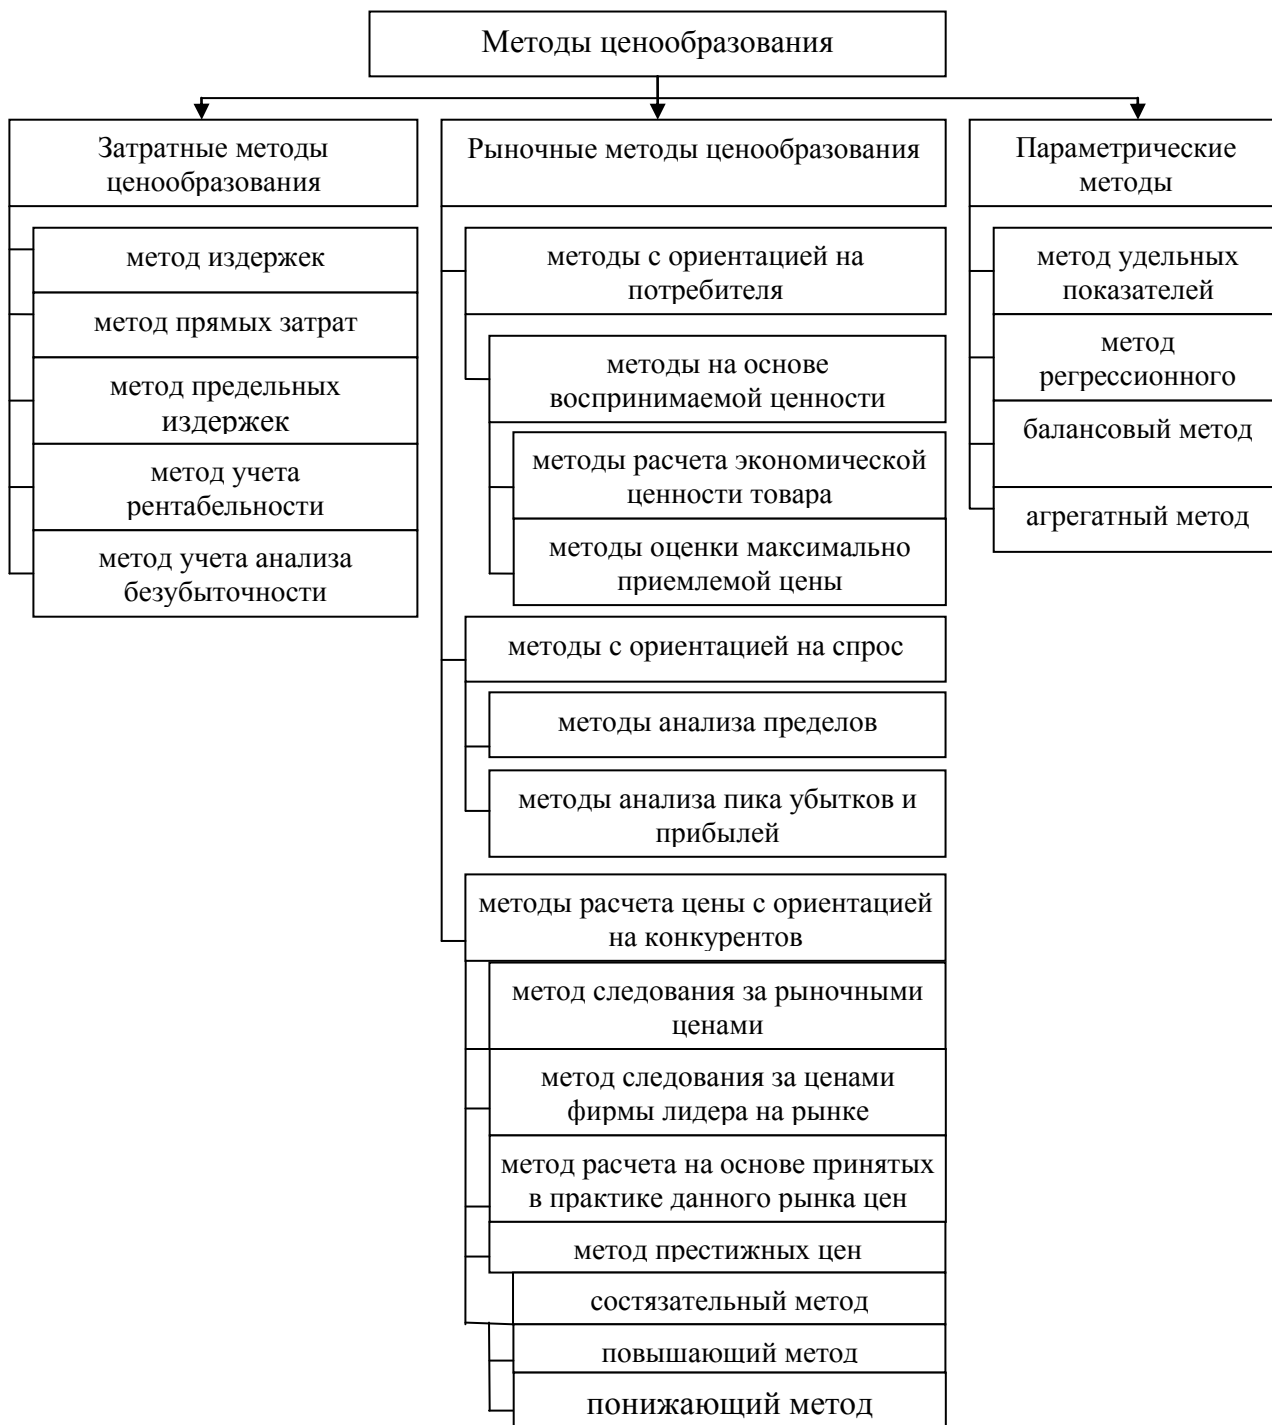 Методы ценообразования
Затратные методы
ценообразования
метод издержек
метод прямых затрат
метод предельных
издержек
метод учета
рентабельности
метод учета анализа
безубыточности
Рыночные методы ценообразования
методы с ориентацией на
потребителя
методы на основе
воспринимаемой ценности
методы расчета экономической
ценности товара
методы оценки максимально
приемлемой цены
методы с ориентацией на спрос
методы анализа пределов
методы анализа пика убытков и
прибылей
методы расчета цены с ориентацией
на конкурентов
метод следования за рыночными
ценами
метод следования за ценами
фирмы лидера на рынке
метод расчета на основе принятых
в практике данного рынка цен
метод престижных цен
состязательный метод
повышающий метод
понижающий метод
Параметрические
методы
метод удельных
показателей
метод
регрессионного
балансовый метод
агрегатный метод